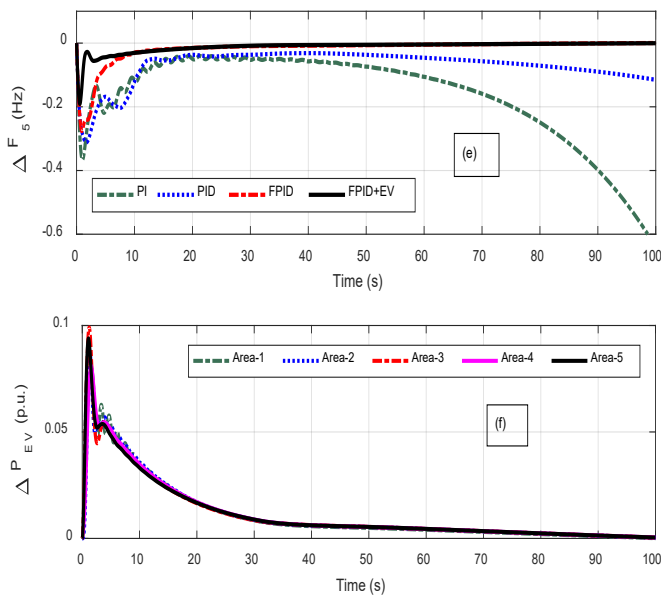 0
-0.2
-0.4
-0.6
Δ F 5 (Hz)
(e)
PI PID FPID FPID+EV
0 10 20 30 40 50 60 70 80 90 100
Time (s)
0.1
0.05
0
Δ P EV (p.u.)
Area-1 Area-2 Area-3 Area-4 Area-5
(f)
0 10 20 30 40 50 60 70 80 90 100
Time (s)